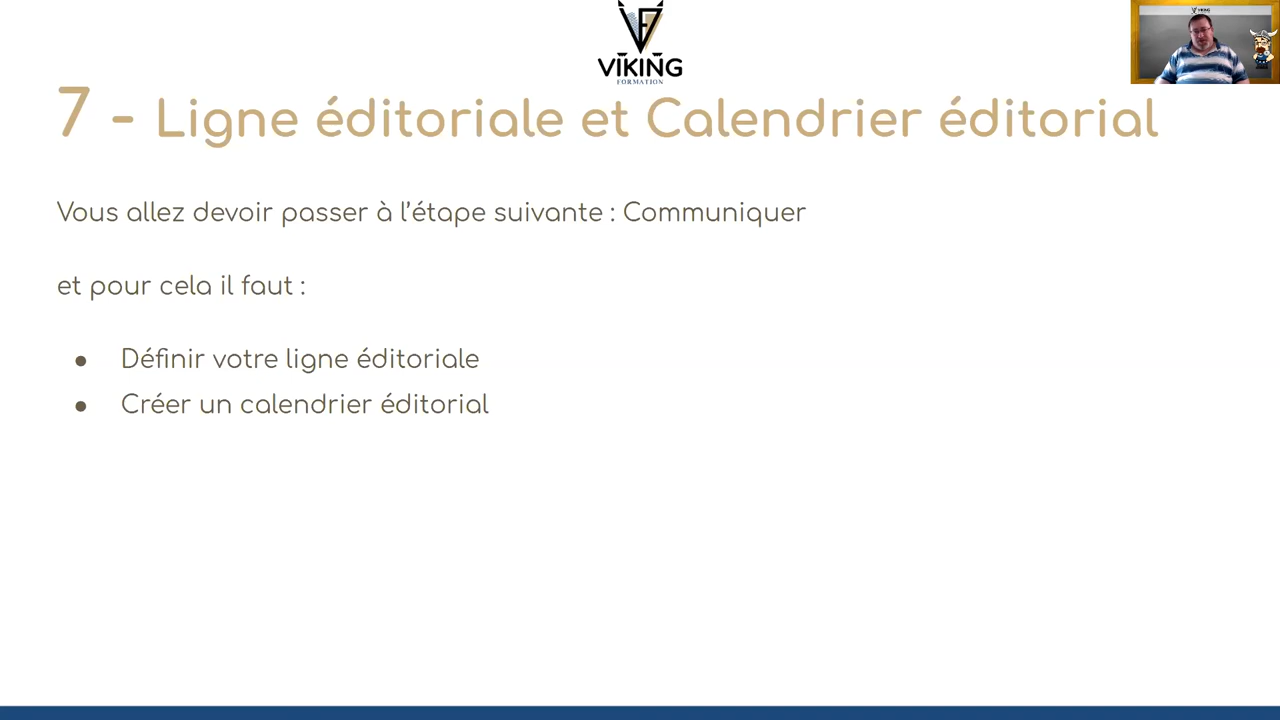 VIKING
FORMATION
VIKING
7 - Ligne éditoriale et Calendrier éditorial
Vous allez devoir passer à l’étape suivante : Communiquer
et pour cela il faut :
● Définir votre ligne éditoriale
● Créer un calendrier éditorial